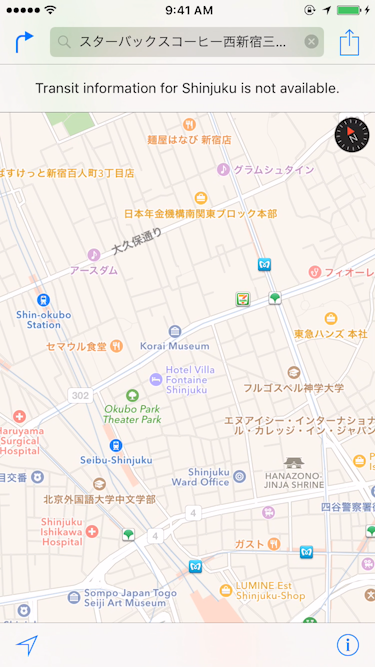 9:41 AM
スターバックスコーヒー西新宿三...
Transit information for Shinjuku is not available.
麺屋はなび 新宿店
ばすけっと新宿百人町3丁目店
グラムシュタイン
日本年金機構南関東ブロック本部
大久保通り
アースダム
フィオーレ
Shin-okubo
Station
東急ハンズ 本社
セマウル食堂
Korai Museum
Hotel Villa
Fontaine
Shinjuku
フルゴスペル神学大学
302
Okubo Park
Theater Park
エヌアイシー・インターナショナ
ル・ガレッジ・イン・ジャパン
Haruyama
Surgical
Hospital
Seibu-Shinjuku
Shinjuku
Ward Office
HANAZONO-
JINJA SHRINE
目交番
北京外国語大学中文学部
四谷警察署
Shinjuku
Ishikawa
Hospital
4
4
ガスト
Sompo Japan Togo
Seiji Art Museum
LUMINE Est
Shinjuku-Shop